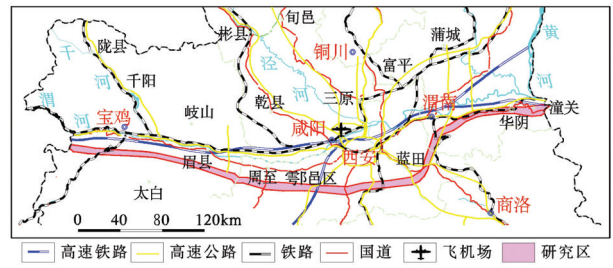 旬邑
彬县
蒲城
黄
陇县
铜川
千
泾
富平
河
千阳
河
河
渭
三原
乾县
渭南
河
宝鸡
岐山
潼关
咸阳
华阴
西安
蓝田
眉县
周至 鄠邑区
太白
商洛
0 40 80 120km
高速铁路 高速公路 铁路 国道 飞机场 研究区